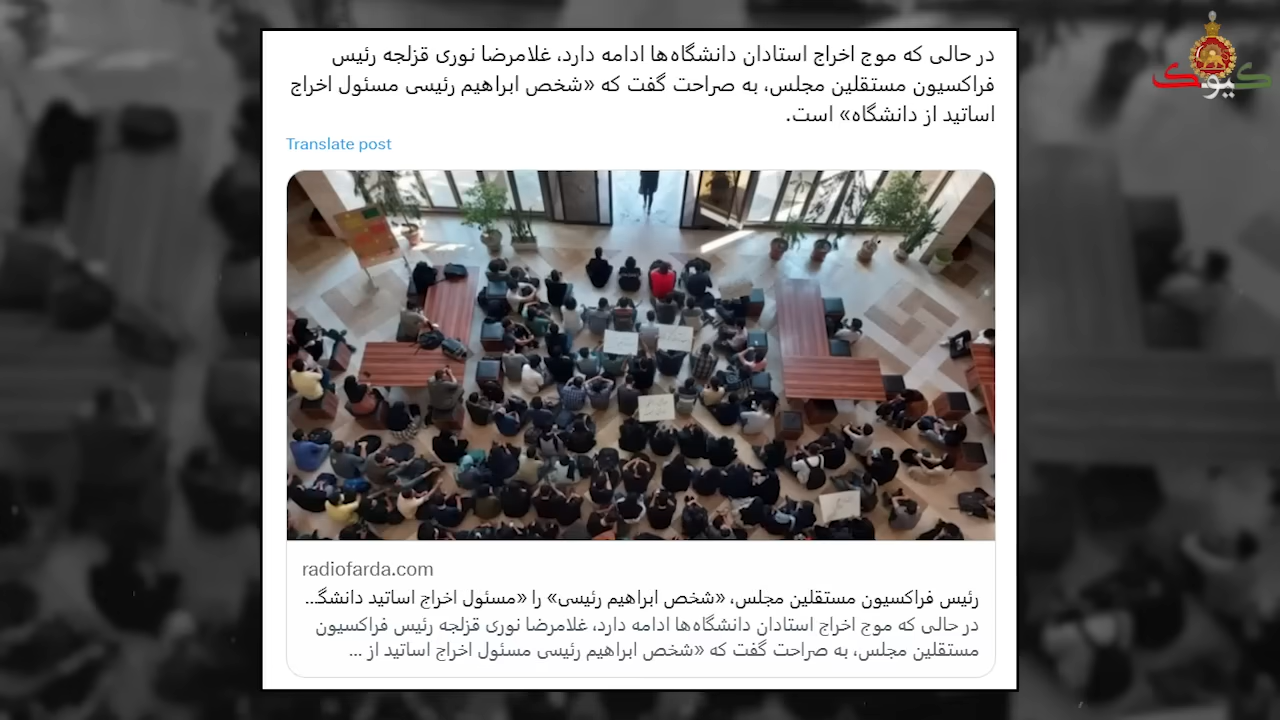 در حالی که موج اخراج استادان دانشگاه‌ها ادامه دارد، غلامرضا نوری قزلجه رئیس
فراکسیون مستقلین مجلس، به صراحت گفت که «شخص ابراهیم رئیسی مسئول اخراج
اساتید از دانشگاه» است.
Translate post
radiofarda.com
رئیس فراکسیون مستقلین مجلس، «شخص ابراهیم رئیسی» را «مسئول اخراج اساتید دانشگ...
در حالی که موج اخراج استادان دانشگاه‌ها ادامه دارد، غلامرضا نوری قزلجه رئیس فراکسیون
مستقلین مجلس، به صراحت گفت که «شخص ابراهیم رئیسی مسئول اخراج اساتید از ...
کیوک